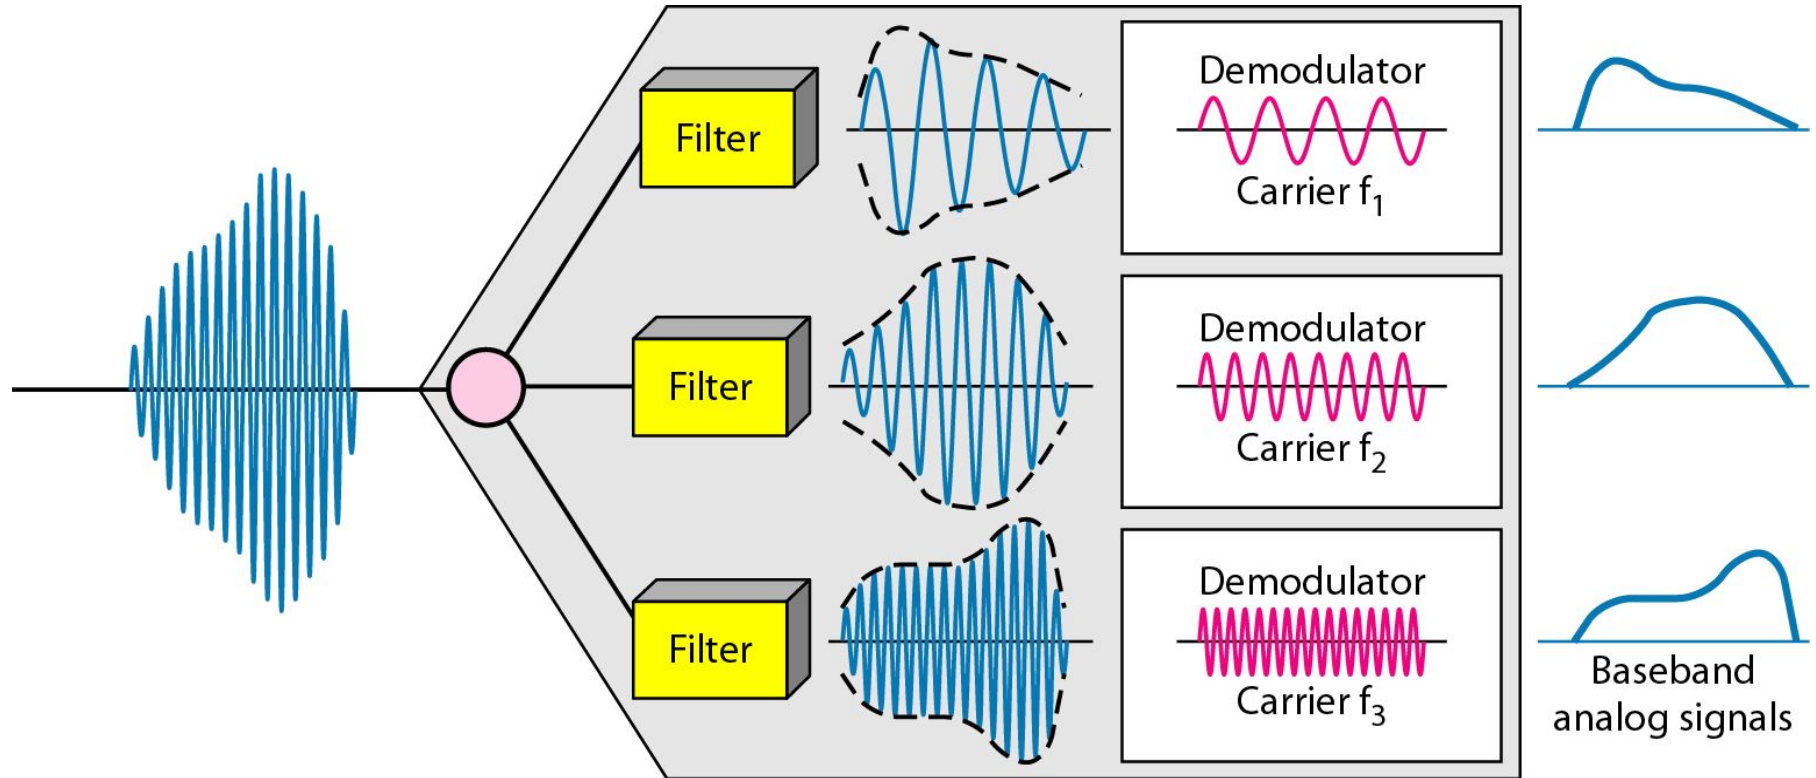 Filter
Demodulator
Carrier f₁
Filter
Demodulator
Carrier f₂
Filter
Demodulator
Carrier f₃
Baseband
analog signals